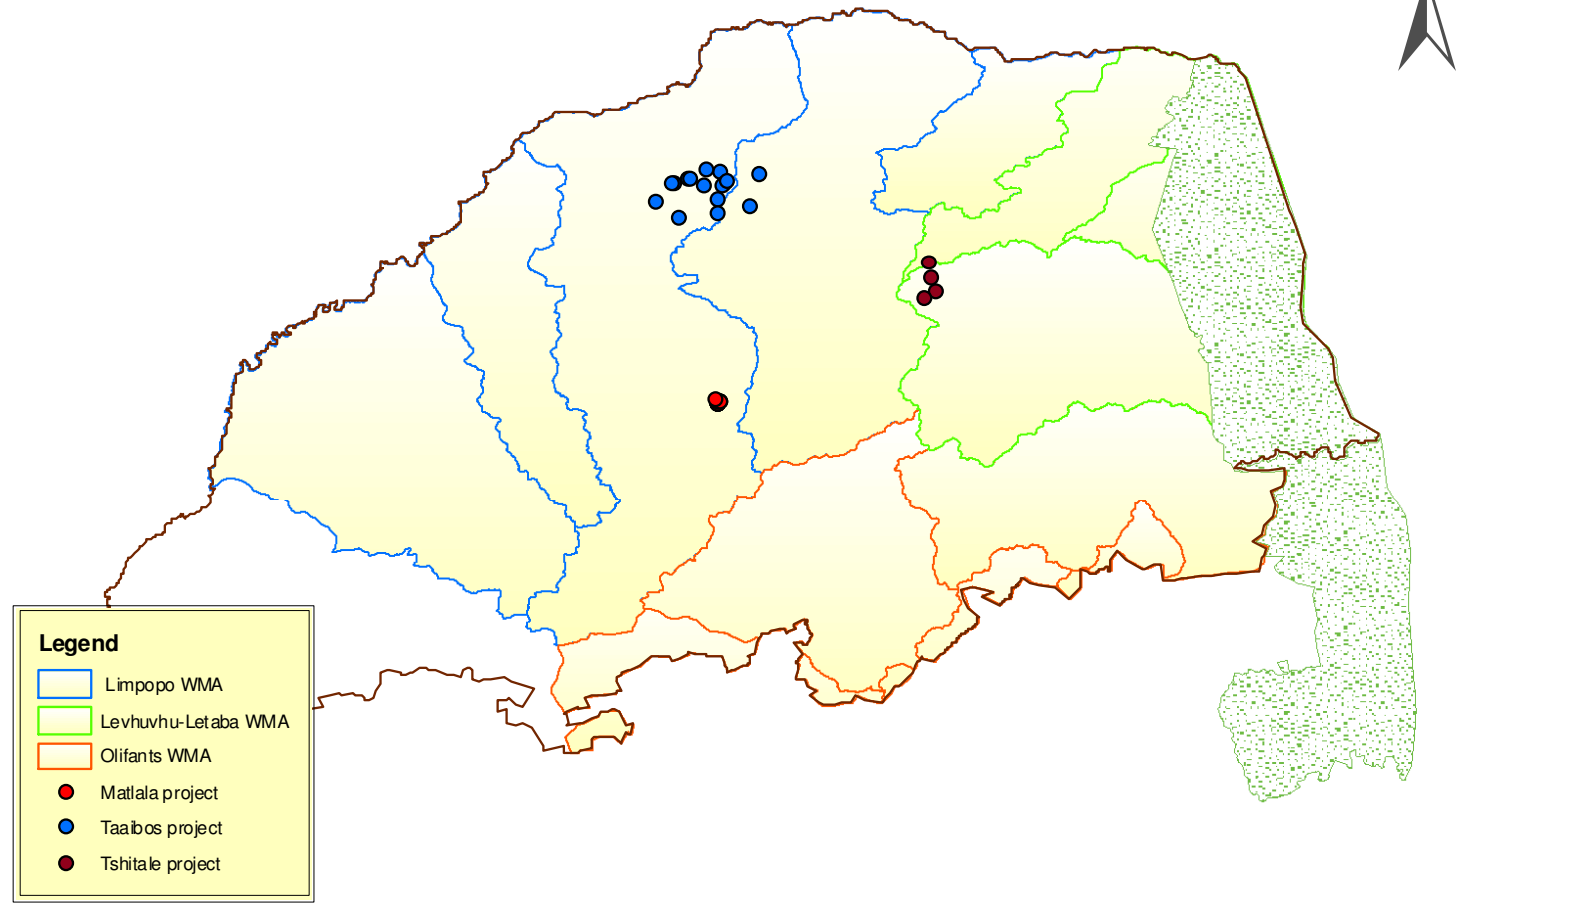 Legend
Limpopo WMA
Levhuvhu-Letaba WMA
Olifants WMA
Matlala project
Taaibos project
Tshitale project